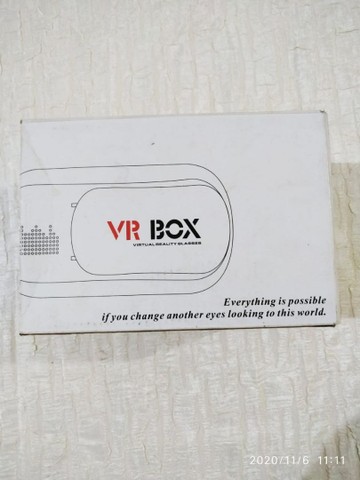 VR BOX
VIRTUAL REALITY GLASSES
Everything is possible
if you change another eyes looking to this world.
2020/11/6 11:11